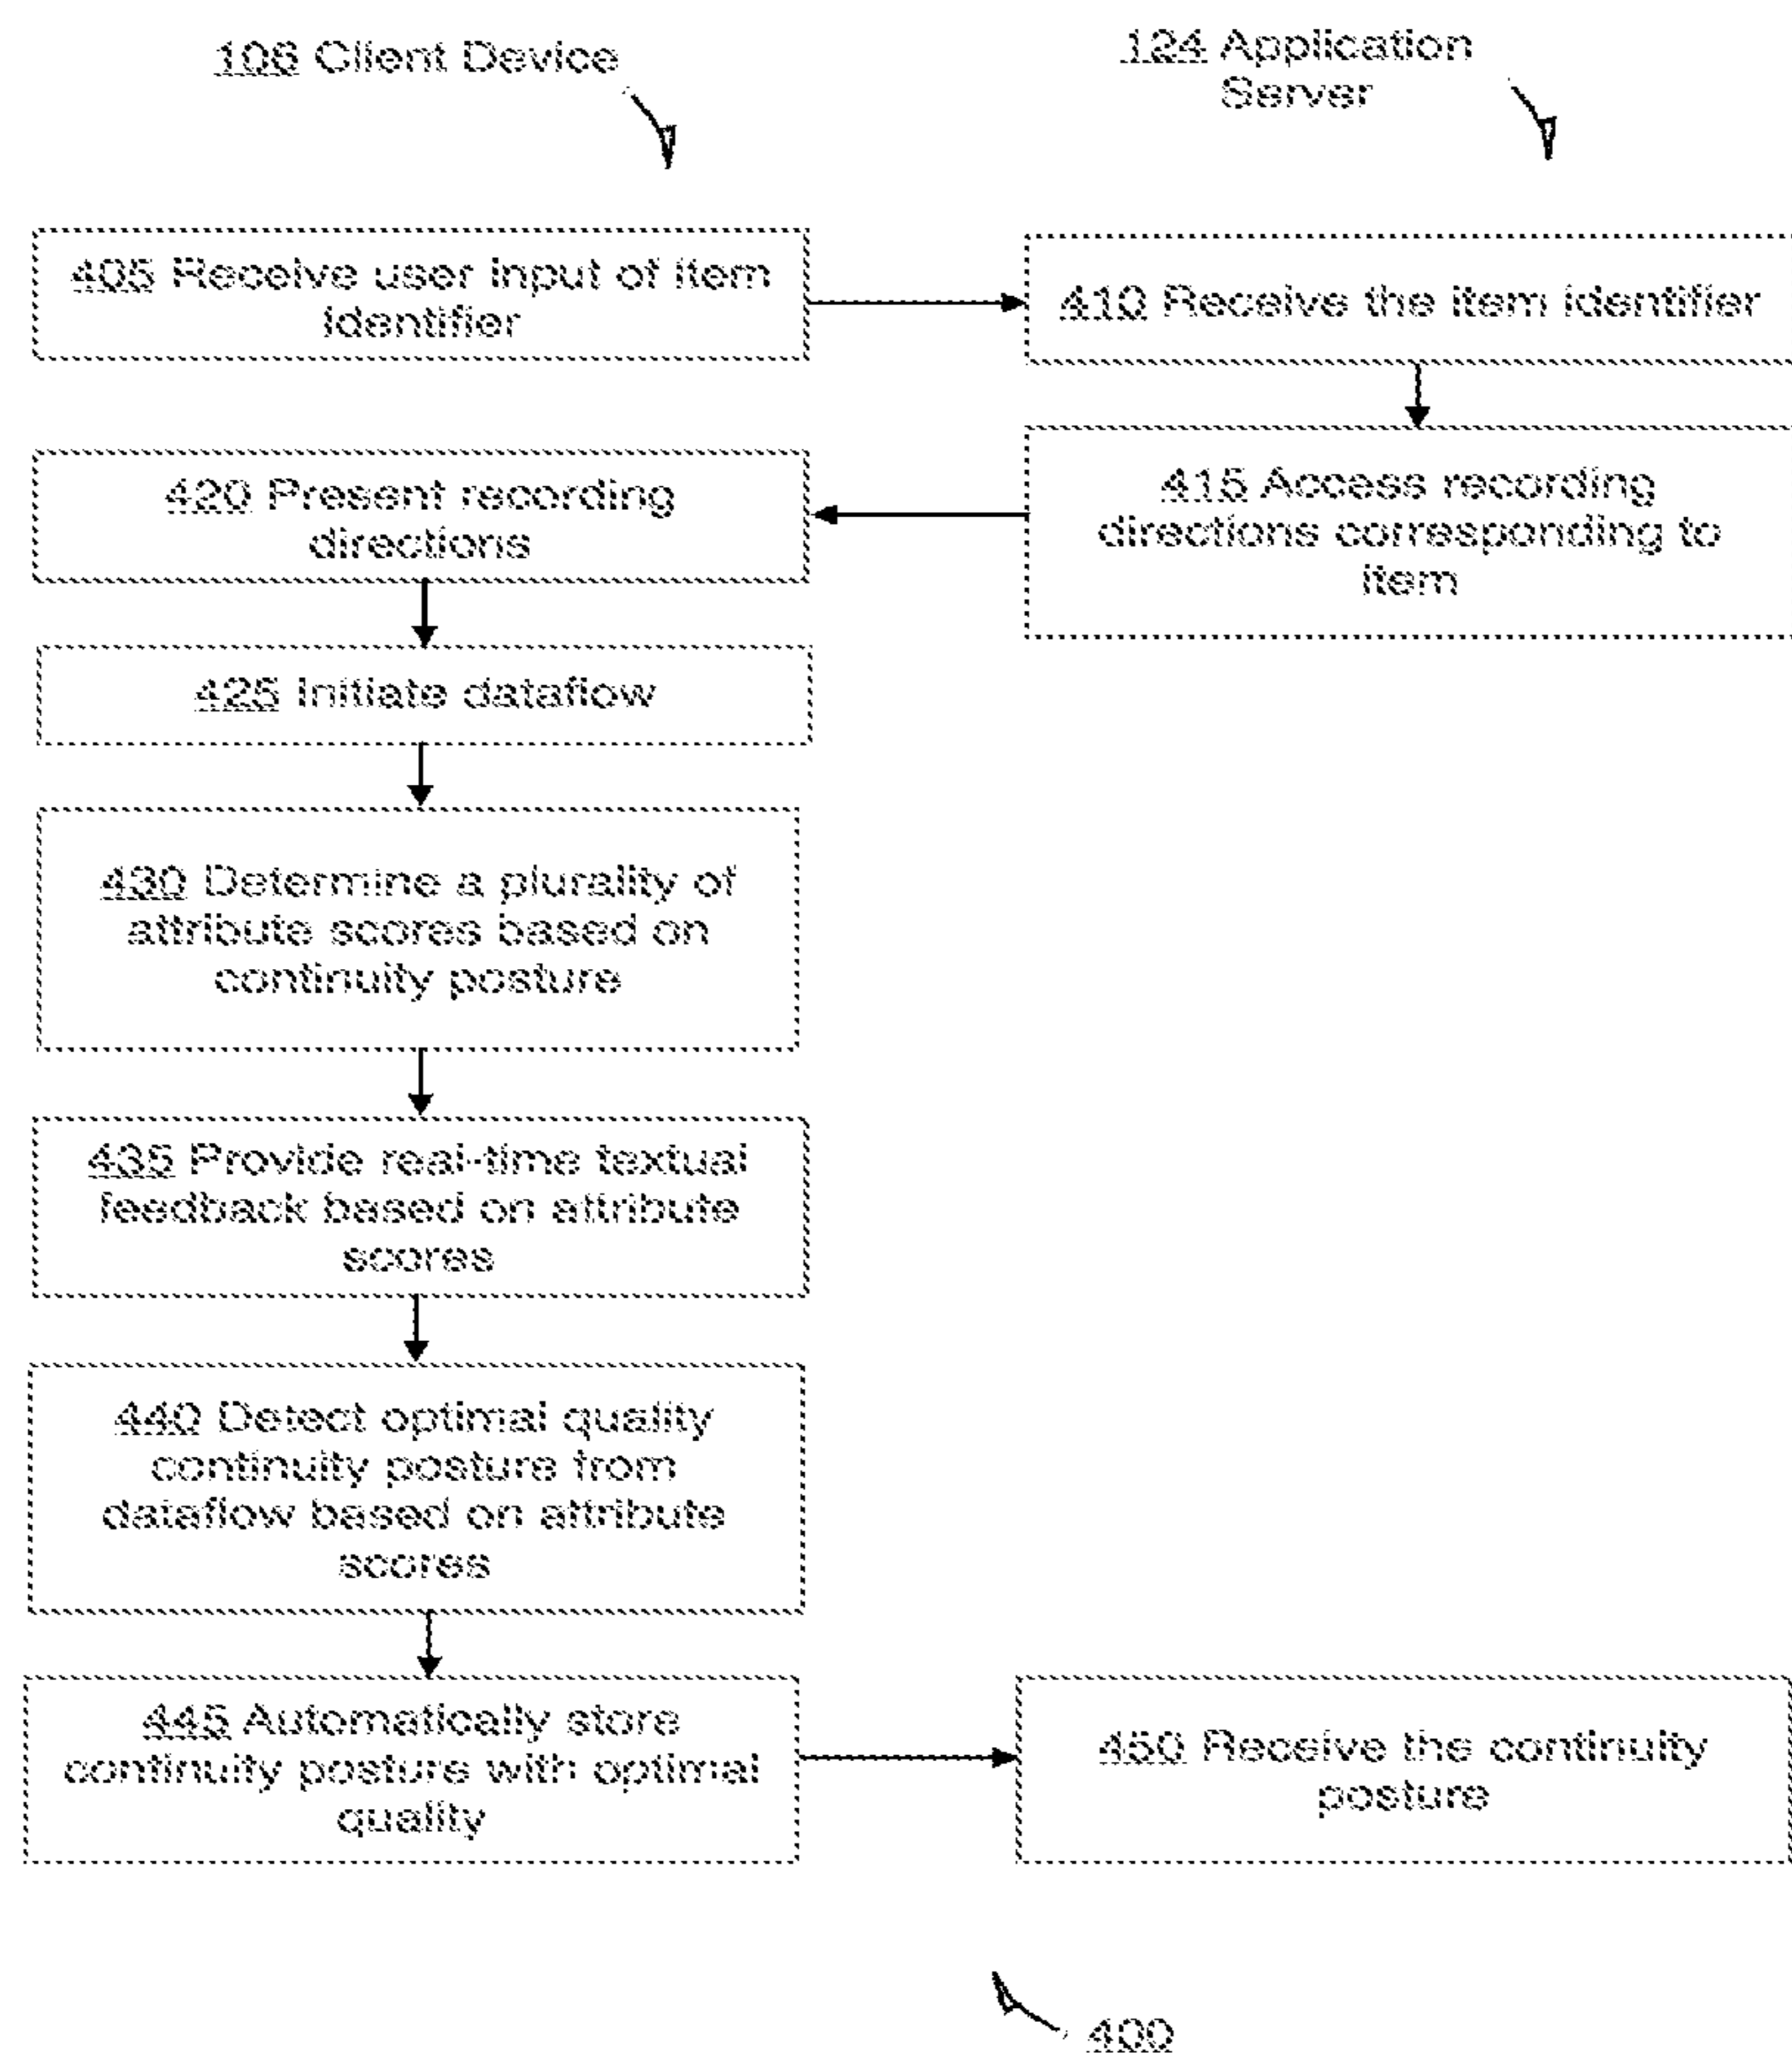 106 Client Device
124 Application
Server
405 Receive user input of item
identifier
410 Receive the item identifier
415 Access recording
directions corresponding to
item
420 Present recording
directions
425 Initiate dataflow
430 Determine a plurality of
attribute scores based on
continuity posture
435 Provide real-time textual
feedback based on attribute
scores
440 Detect optimal quality
continuity posture from
dataflow based on attribute
scores
445 Automatically store
continuity posture with optimal
quality
450 Receive the continuity
posture
400